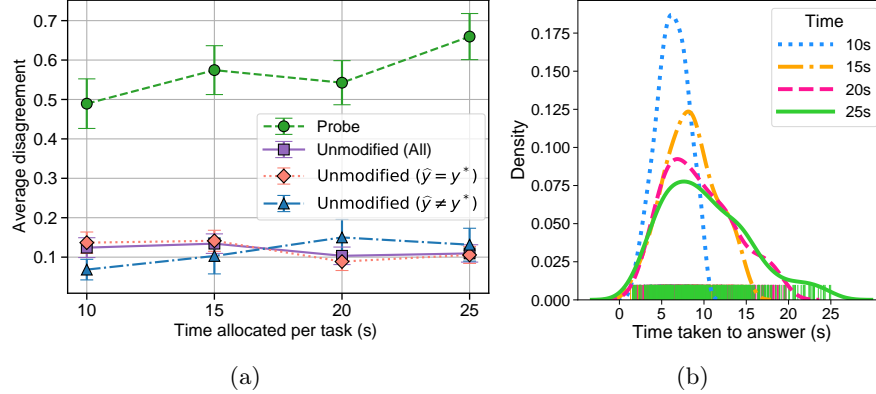 0.7
0.6
0.5
0.4
0.3
0.2
0.1
Average disagreement
Probe
Unmodified (All)
Unmodified (ŷ = y*)
Unmodified (ŷ ≠ y*)
10 15 20 25
Time allocated per task (s)
(a)
0.175
0.150
0.125
0.100
0.075
0.050
0.025
0.000
Density
Time
10s
15s
20s
25s
0 5 10 15 20 25
Time taken to answer (s)
(b)